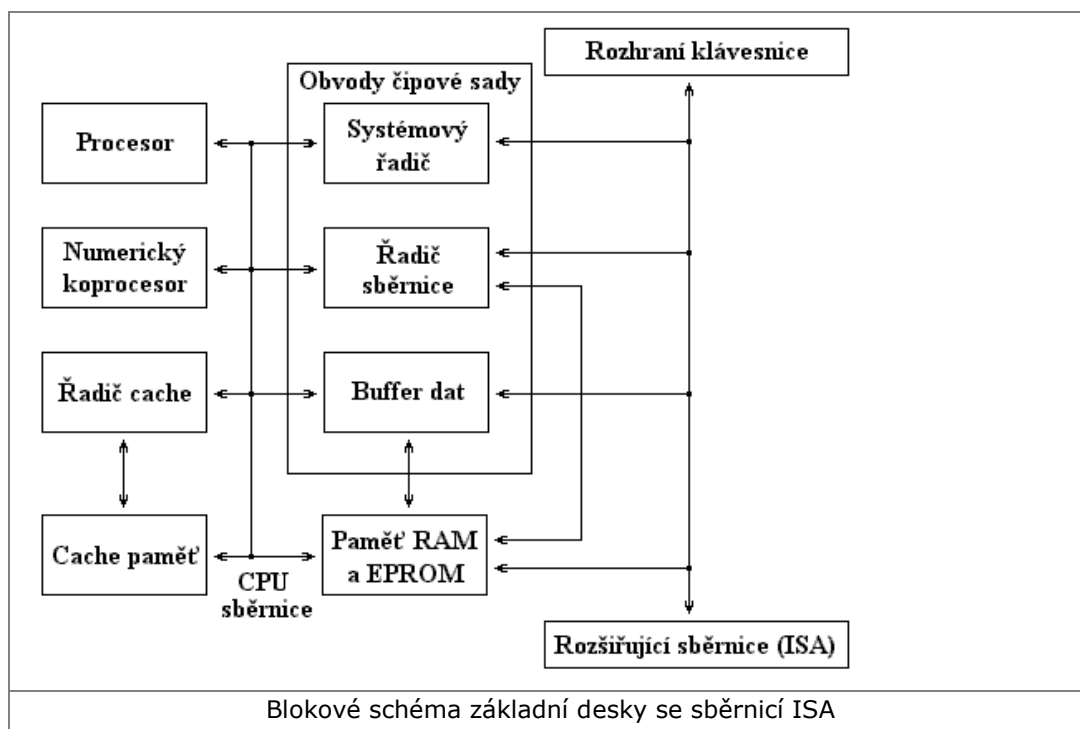 Rozhraní klávesnice
Obvody čipové sady
Procesor
Systémový
řadič
Numerický
koprocesor
Řadič
sběrnice
Řadič cache
Buffer dat
Cache paměť
CPU
sběrnice
Paměť RAM
a EPROM
Rozšiřující sběrnice (ISA)
Blokové schéma základní desky se sběrnicí ISA